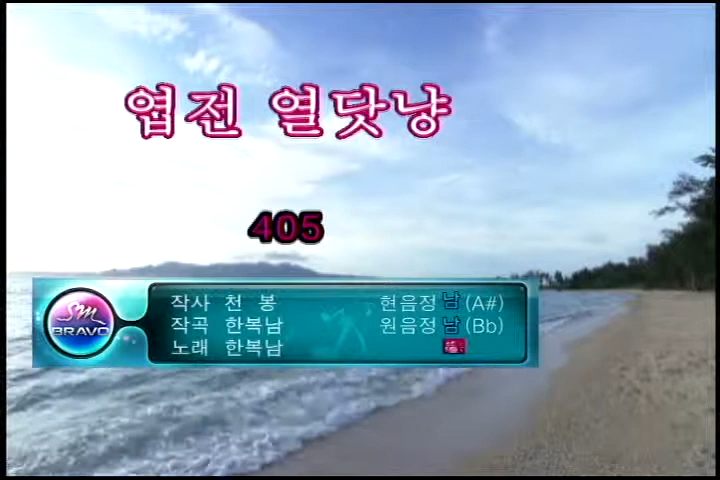 엽전 열닷냥
405
SM
BRAVO
작사 천 봉 현음정 남 (A#)
작곡 한복남 원음정 남 (Bb)
노래 한복남